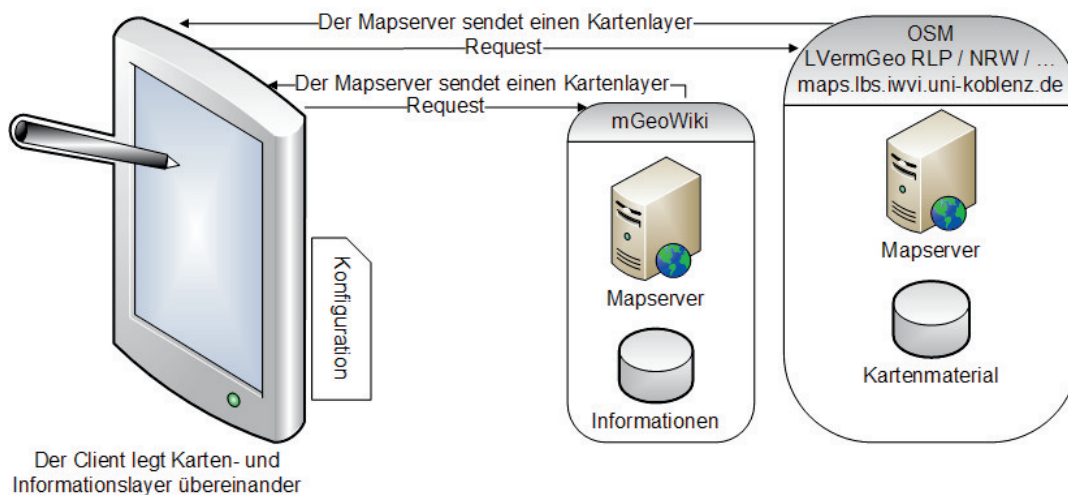 Der Mapserver sendet einen Kartenlayer
Request
Der Mapserver sendet einen Kartenlayer
Request
OSM
LVermGeo RLP / NRW / ...
maps.lbs.iwvi.uni-koblenz.de
mGeoWiki
Mapserver
Mapserver
Konfiguration
Informationen
Kartenmaterial
Der Client legt Karten- und
Informationslayer übereinander